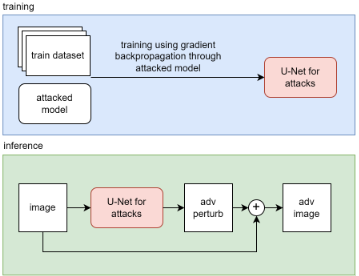 training
train dataset
training using gradient
backpropagation through
attacked model
U-Net for
attacks
attacked
model
inference
image
U-Net for
attacks
adv
perturb
+
adv
image